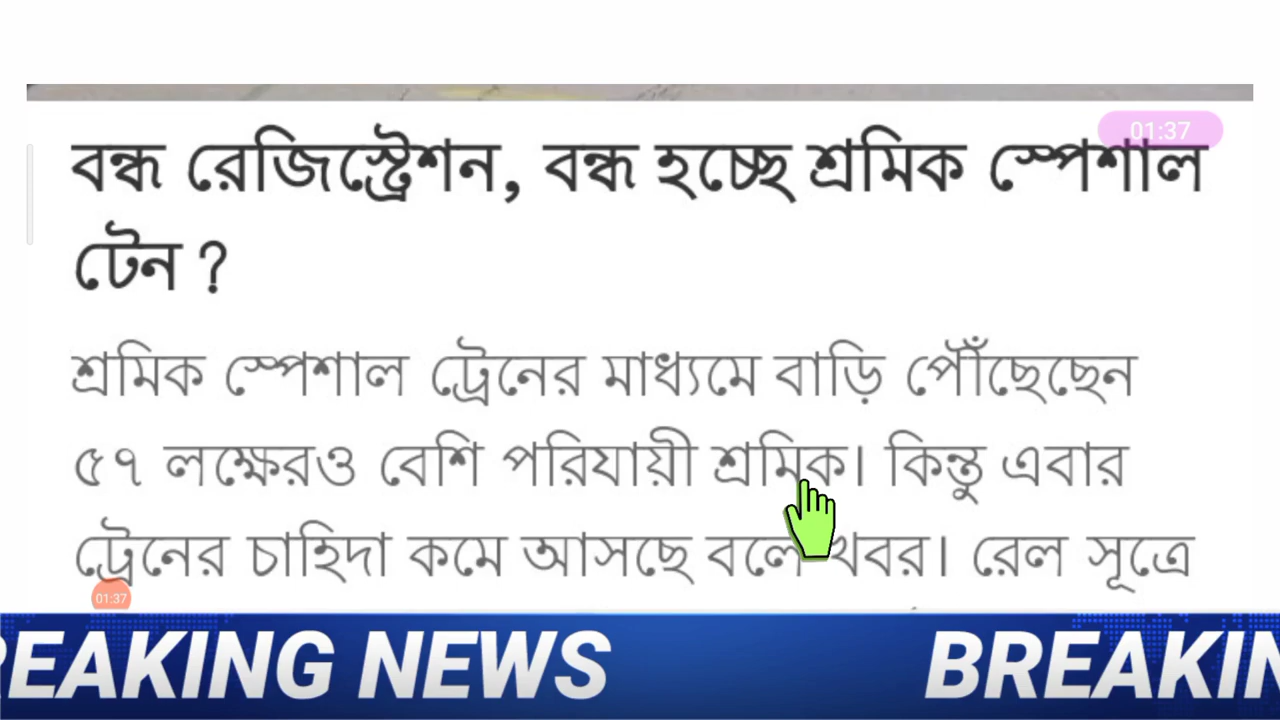 01:37
বন্ধ রেজিস্ট্রেশন, বন্ধ হচ্ছে শ্রমিক স্পেশাল
টেন ?
শ্রমিক স্পেশাল ট্রেনের মাধ্যমে বাড়ি পৌঁছেছেন
৫৭ লক্ষেরও বেশি পরিযায়ী শ্রমিক। কিন্তু এবার
ট্রেনের চাহিদা কমে আসছে বলে খবর। রেল সূত্রে
01:37
REAKING NEWS BREAKIN